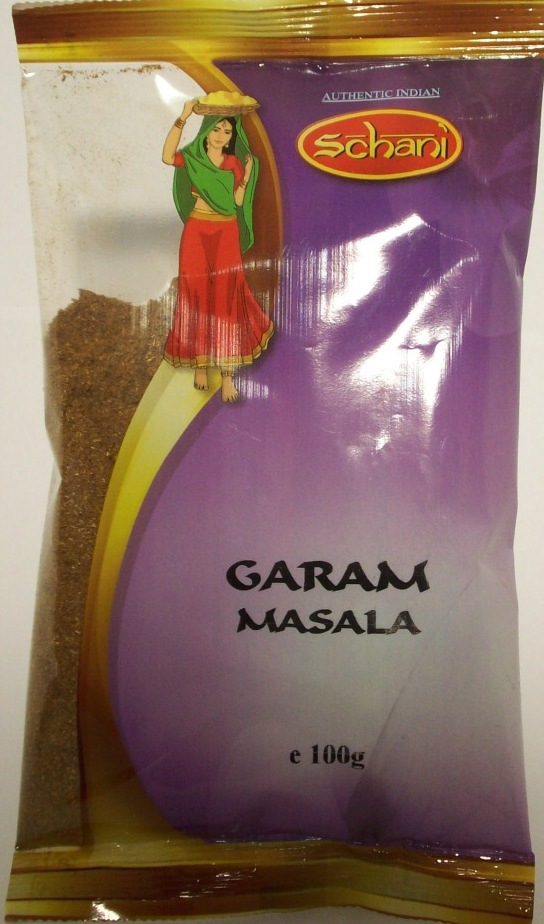 AUTHENTIC INDIAN
Schani
GARAM
MASALA
e 100g